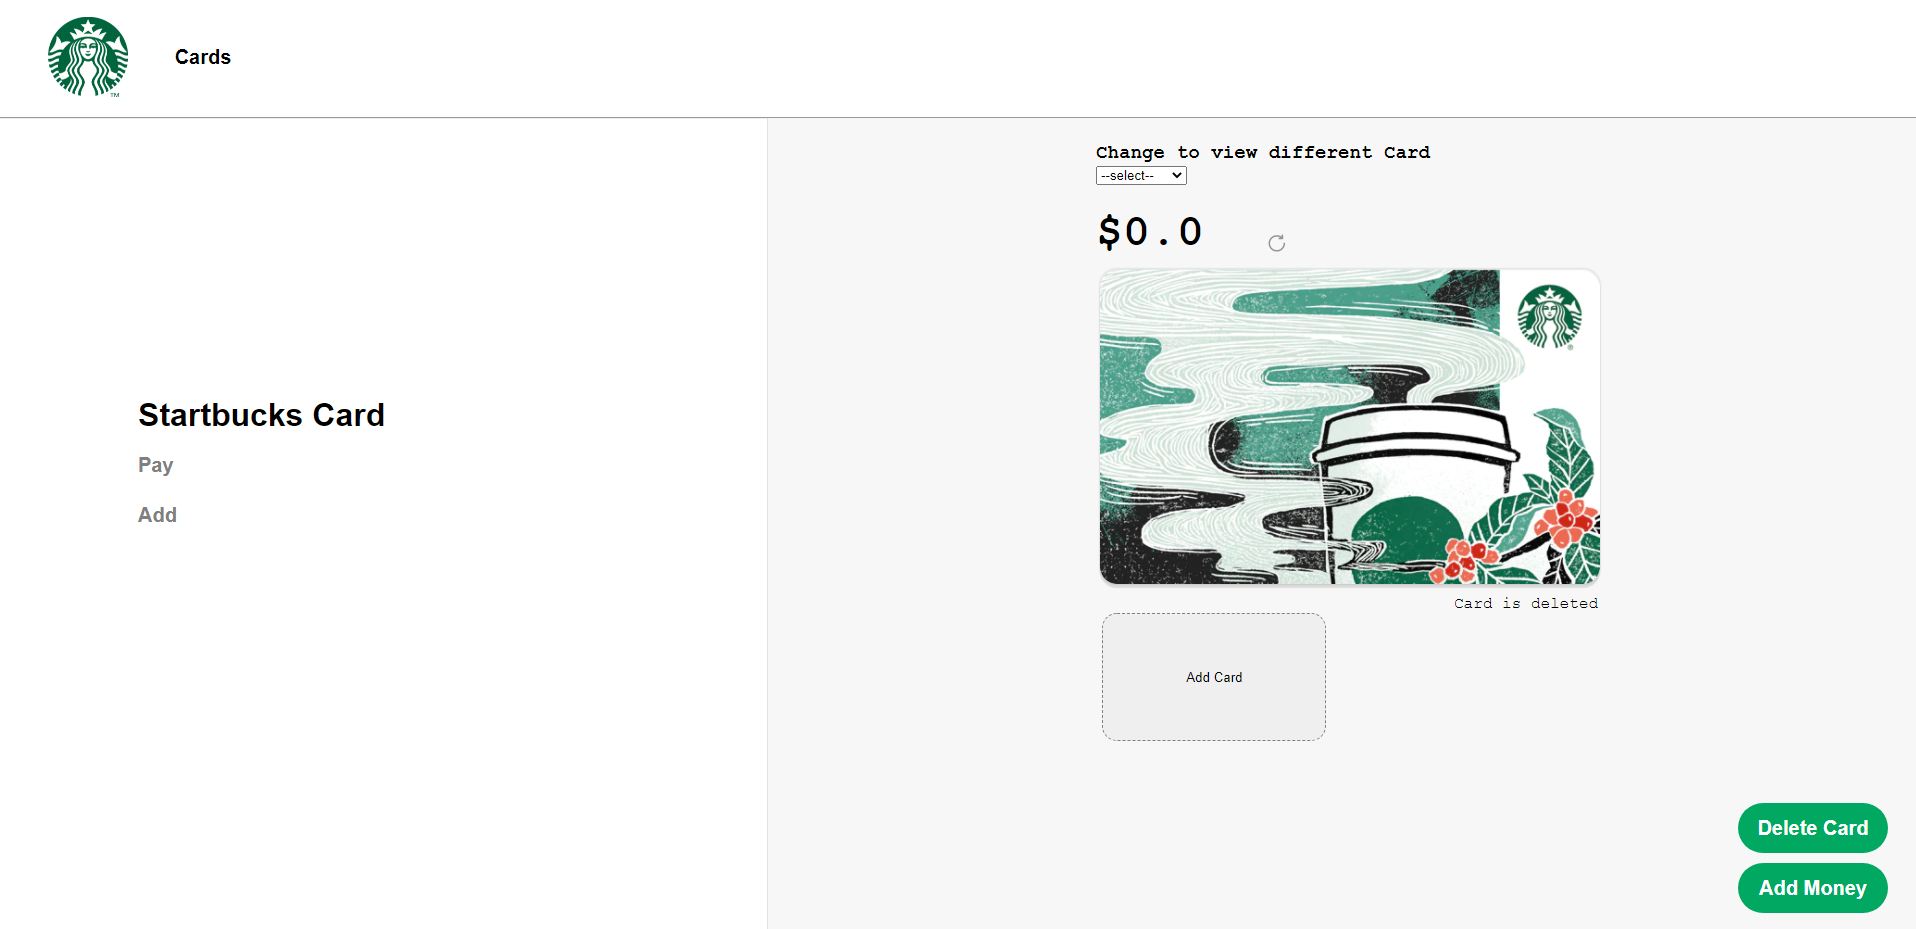 Cards
TM
Change to view different Card
--select--
$0.0
®
Startbucks Card
Pay
Add
Card is deleted
Add Card
Delete Card
Add Money